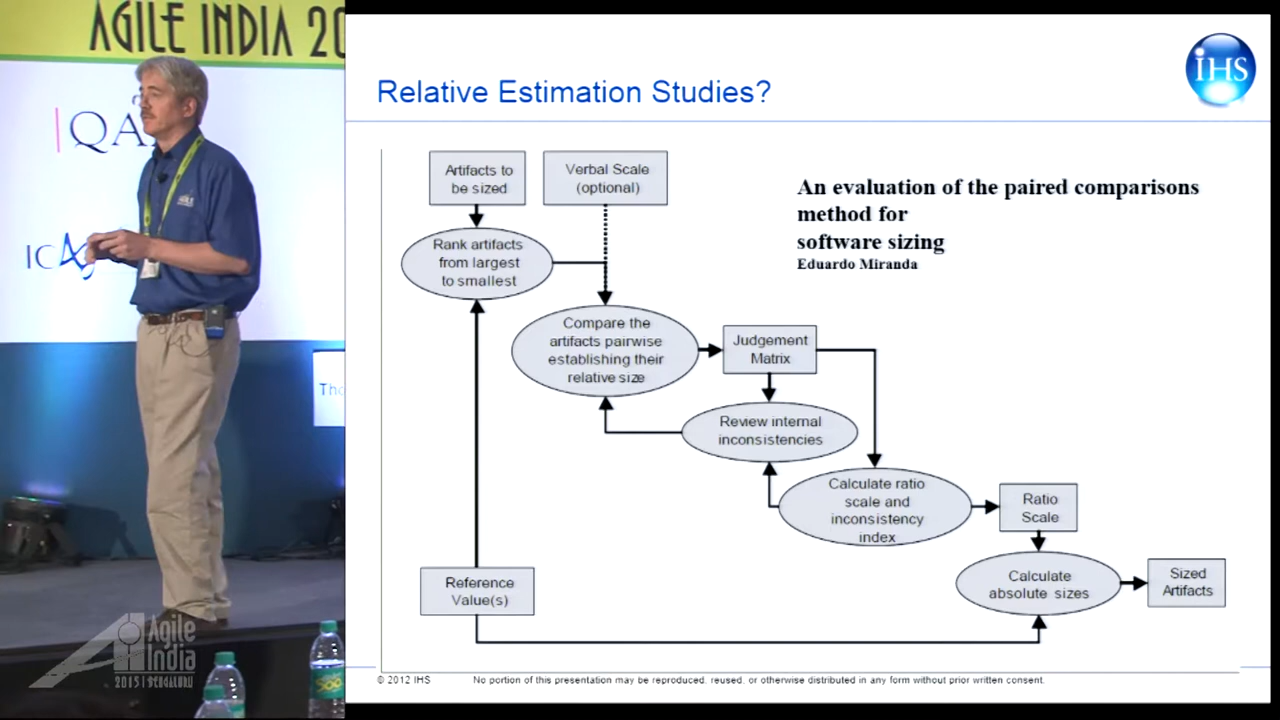 AGILE INDIA 20
QA
IC
Tho
Agile
India
2015 | BENGALURU
IHS
Relative Estimation Studies?
Artifacts to
be sized
Verbal Scale
(optional)
An evaluation of the paired comparisons
method for
software sizing
Eduardo Miranda
Rank artifacts
from largest
to smallest
Compare the
artifacts pairwise
establishing their
relative size
Judgement
Matrix
Review internal
inconsistencies
Calculate ratio
scale and
inconsistency
index
Ratio
Scale
Reference
Value(s)
Calculate
absolute sizes
Sized
Artifacts
© 2012 IHS
No portion of this presentation may be reproduced, reused, or otherwise distributed in any form without prior written consent.